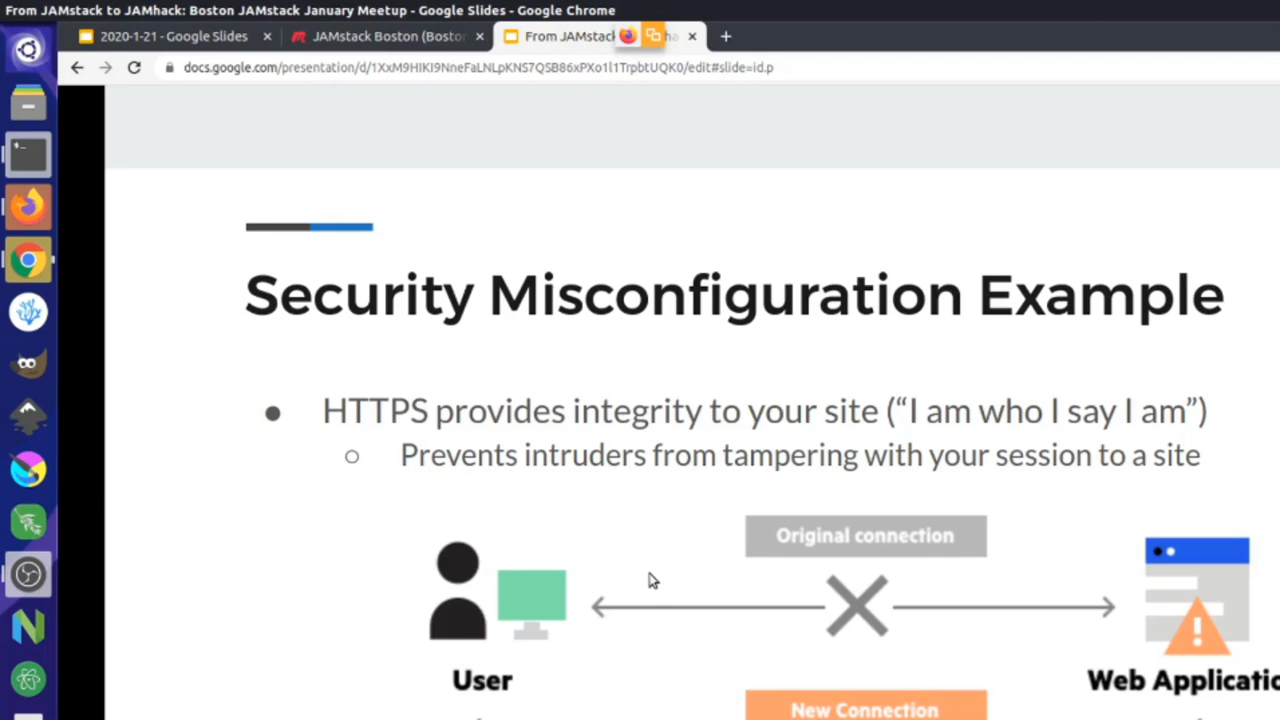 From JAMstack to JAMhack: Boston JAMstack January Meetup - Google Slides - Google Chrome
2020-1-21 - Google Slides
JAMstack Boston (Bosto
From JAMstac
docs.google.com/presentation/d/1XxM9HIKI9NneFaLNLpKNS7QSB86xPXo1l1TrpbtUQK0/edit#slide=id.p
Security Misconfiguration Example
● HTTPS provides integrity to your site (“I am who I say I am”)
○ Prevents intruders from tampering with your session to a site
Original connection
User
Web Applicatio
New Connection